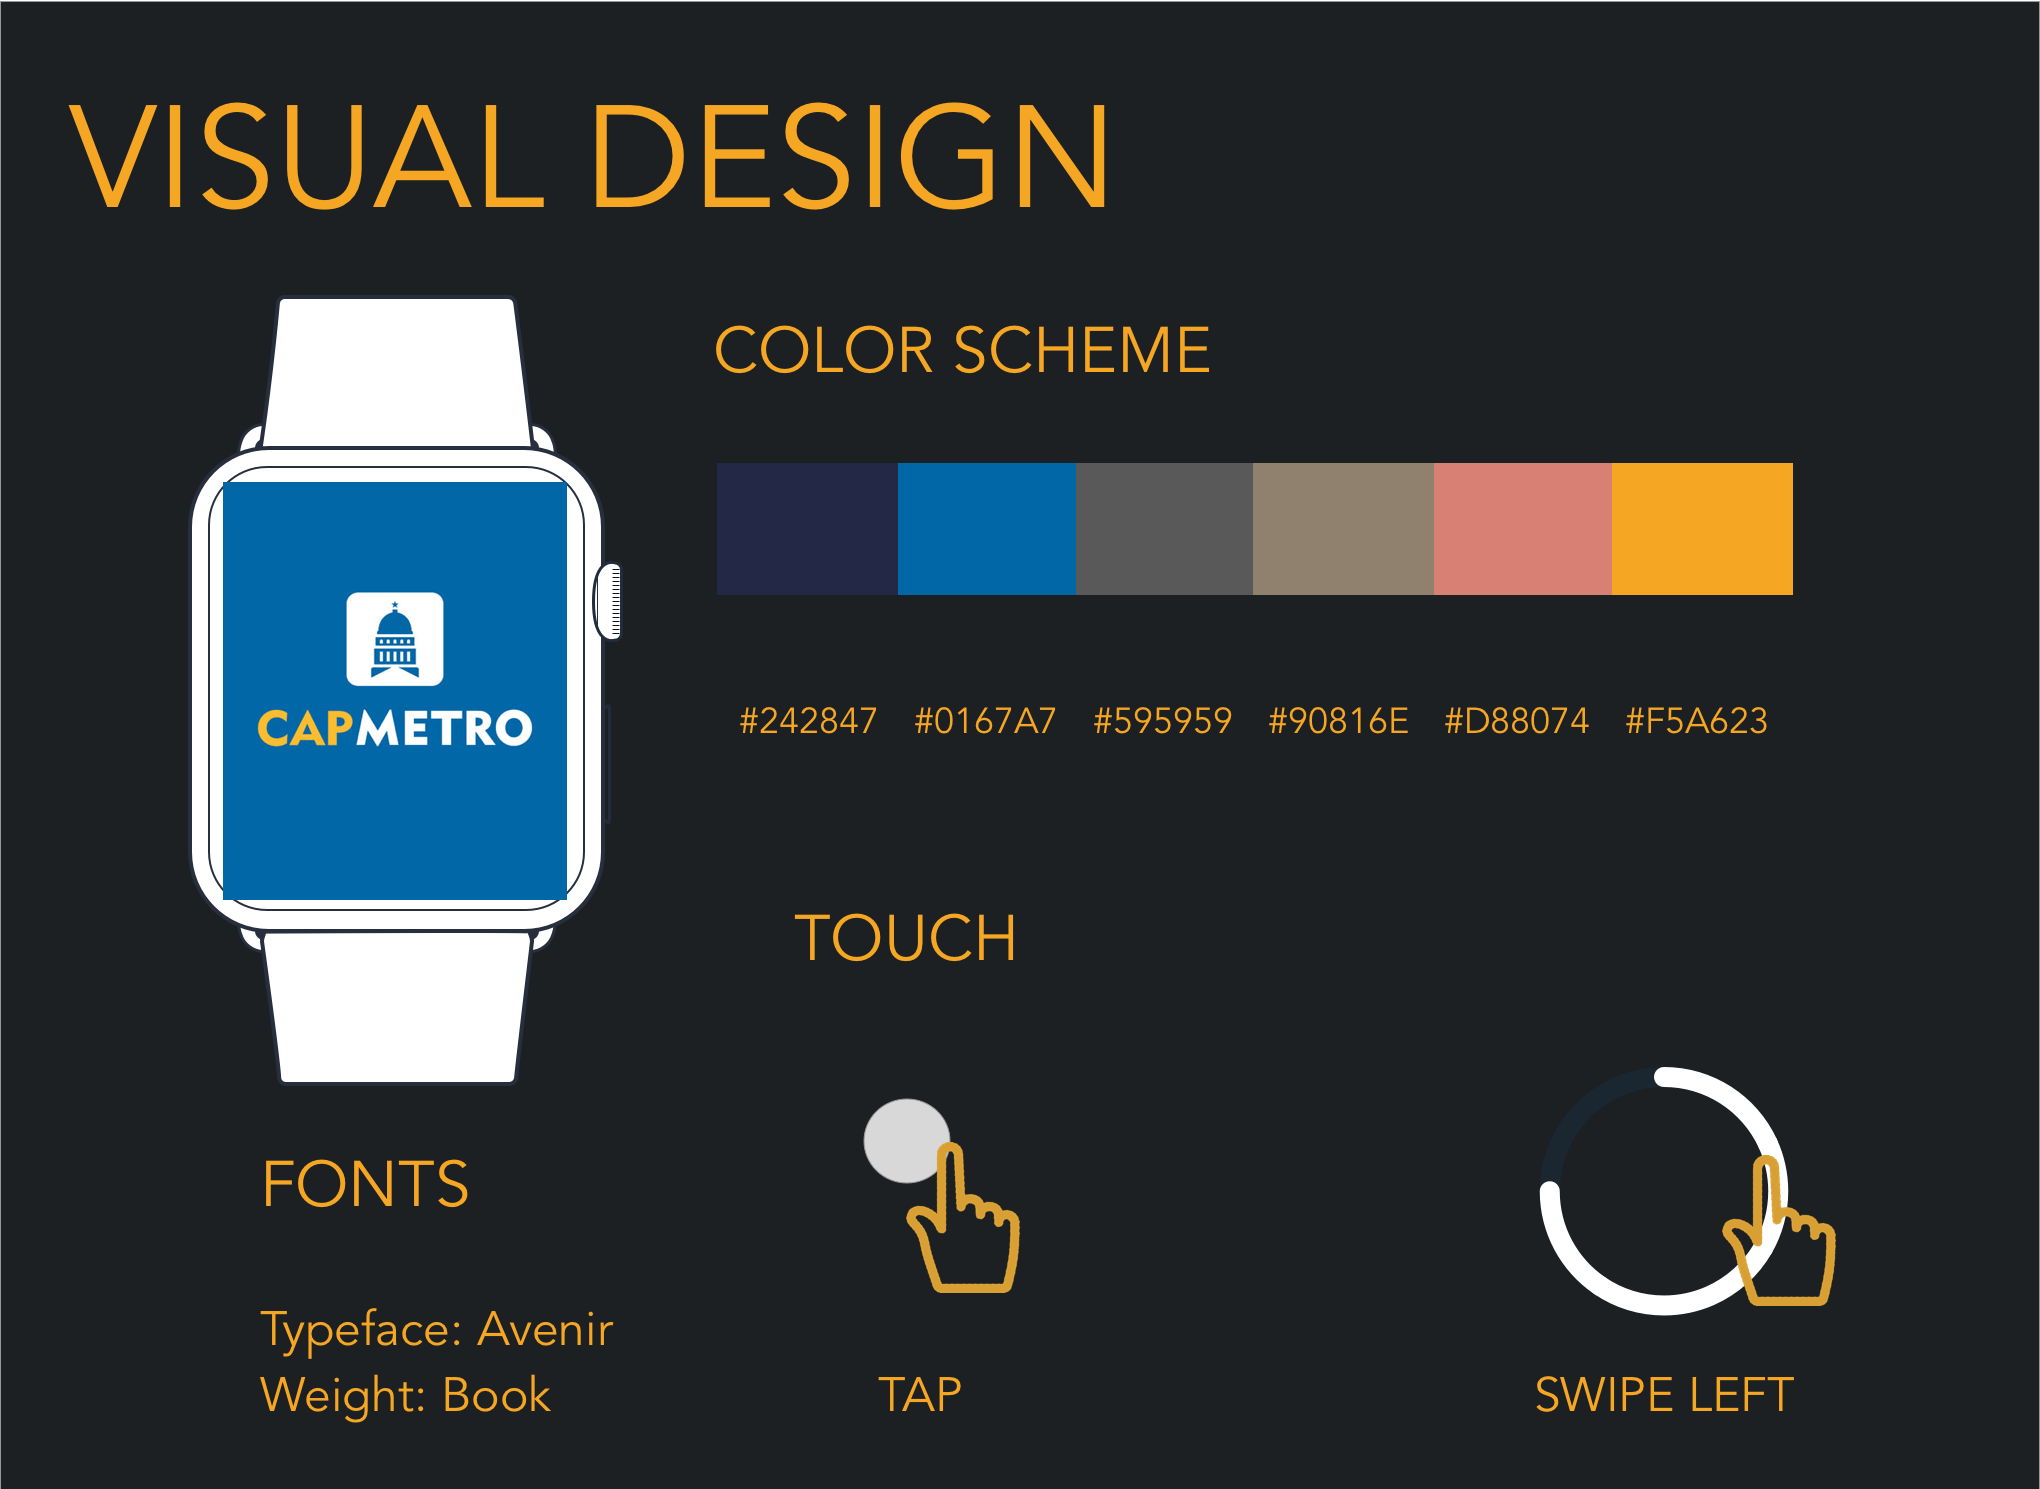 VISUAL DESIGN
COLOR SCHEME
CAPMETRO
#242847 #0167A7 #595959 #90816E #D88074 #F5A623
TOUCH
FONTS
Typeface: Avenir
Weight: Book
TAP
SWIPE LEFT